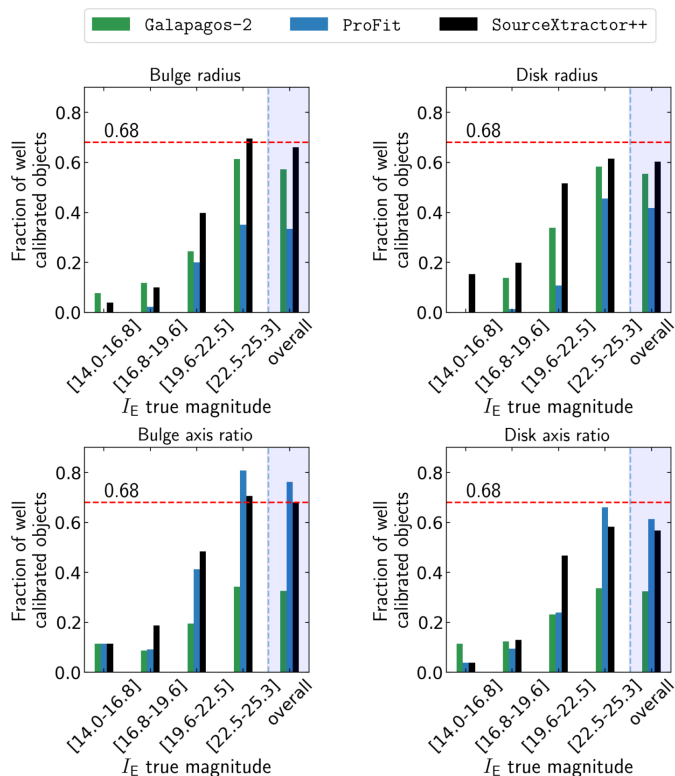 Galapagos-2 ProFit SourceXtractor++
Bulge radius
Fraction of well
calibrated objects
0.8
0.6
0.4
0.2
0.0
0.68
[14.0-16.8]
[16.8-19.6]
[19.6-22.5]
[22.5-25.3]
overall
I_E true magnitude
Disk radius
Fraction of well
calibrated objects
0.8
0.6
0.4
0.2
0.0
0.68
[14.0-16.8]
[16.8-19.6]
[19.6-22.5]
[22.5-25.3]
overall
I_E true magnitude
Bulge axis ratio
Fraction of well
calibrated objects
0.8
0.6
0.4
0.2
0.0
0.68
[14.0-16.8]
[16.8-19.6]
[19.6-22.5]
[22.5-25.3]
overall
I_E true magnitude
Disk axis ratio
Fraction of well
calibrated objects
0.8
0.6
0.4
0.2
0.0
0.68
[14.0-16.8]
[16.8-19.6]
[19.6-22.5]
[22.5-25.3]
overall
I_E true magnitude